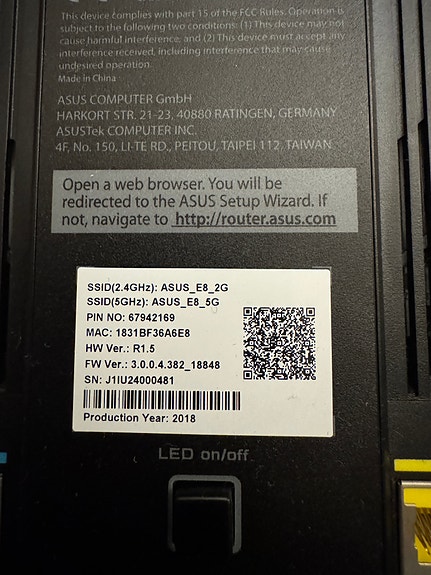 This device complies with part 15 of the FCC Rules. Operation is
subject to the following two conditions: (1) This device may not
cause harmful interference, and (2) This device must accept any
interference received, including interference that may cause
undesired operation.
Made in China
ASUS COMPUTER GmbH
HARKORT STR. 21-23, 40880 RATINGEN, GERMANY
ASUSTek COMPUTER INC.
4F, No. 150, LI-TE RD., PEITOU, TAIPEI 112, TAIWAN
Open a web browser. You will be
redirected to the ASUS Setup Wizard. If
not, navigate to http://router.asus.com
SSID(2.4GHz): ASUS_E8_2G
SSID(5GHz): ASUS_E8_5G
PIN NO: 67942169
MAC: 1831BF36A6E8
HW Ver.: R1.5
FW Ver.: 3.0.0.4.382_18848
SN: J1IU24000481
Production Year: 2018
LED on/off